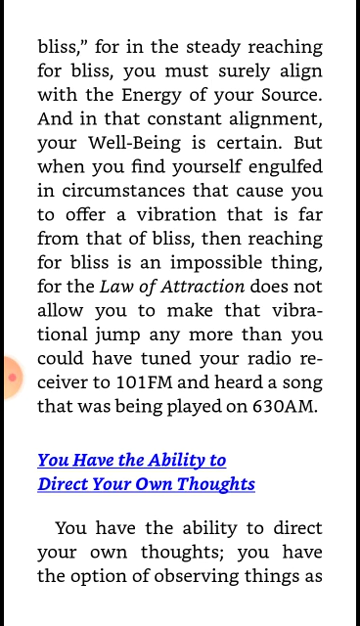 bliss,” for in the steady reaching
for bliss, you must surely align
with the Energy of your Source.
And in that constant alignment,
your Well-Being is certain. But
when you find yourself engulfed
in circumstances that cause you
to offer a vibration that is far
from that of bliss, then reaching
for bliss is an impossible thing,
for the Law of Attraction does not
allow you to make that vibra-
tional jump any more than you
could have tuned your radio re-
ceiver to 101FM and heard a song
that was being played on 630AM.
You Have the Ability to
Direct Your Own Thoughts
You have the ability to direct
your own thoughts; you have
the option of observing things as